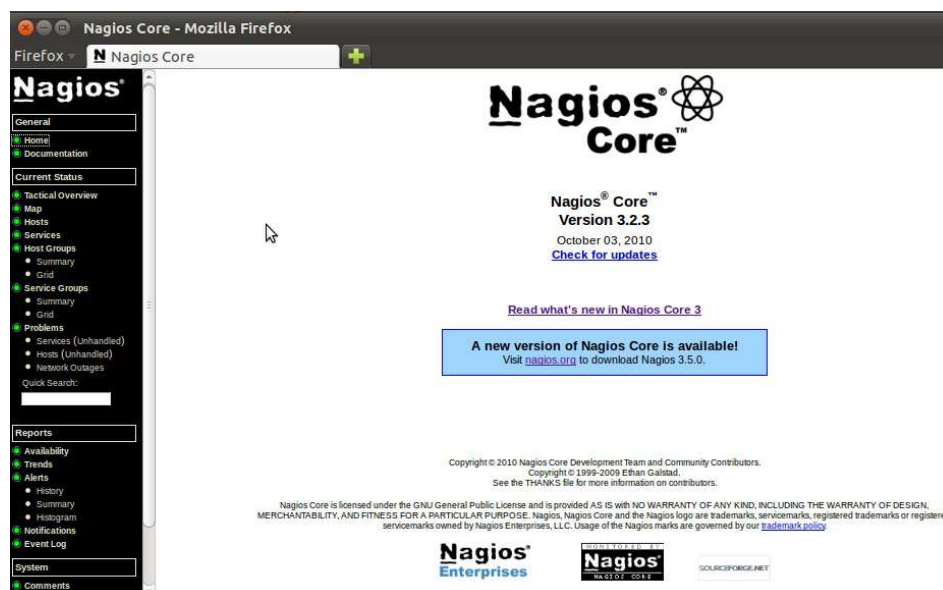 Nagios Core - Mozilla Firefox
Firefox
N Nagios Core
Nagios®
General
Home
Documentation
Current Status
Tactical Overview
Map
Hosts
Services
Host Groups
Summary
Grid
Service Groups
Summary
Grid
Problems
Services (Unhandled)
Hosts (Unhandled)
Network Outages
Quick Search:
Reports
Availability
Trends
Alerts
History
Summary
Histogram
Notifications
Event Log
System
Comments
Nagios®
Core™
Nagios® Core™
Version 3.2.3
October 03, 2010
Check for updates
Read what's new in Nagios Core 3
A new version of Nagios Core is available!
Visit nagios.org to download Nagios 3.5.0.
Copyright © 2010 Nagios Core Development Team and Community Contributors.
Copyright © 1999-2009 Ethan Galstad.
See the THANKS file for more information on contributors.
Nagios Core is licensed under the GNU General Public License and is provided AS IS with NO WARRANTY OF ANY KIND, INCLUDING THE WARRANTY OF DESIGN,
MERCHANTABILITY, AND FITNESS FOR A PARTICULAR PURPOSE. Nagios, Nagios Core and the Nagios logo are trademarks, servicemarks, registered trademarks or registere
servicemarks owned by Nagios Enterprises, LLC. Usage of the Nagios marks are governed by our trademark policy.
Nagios®
Enterprises
MONITORED BY
Nagios®
NAGIOS CORE
SOURCEFORGE.NET